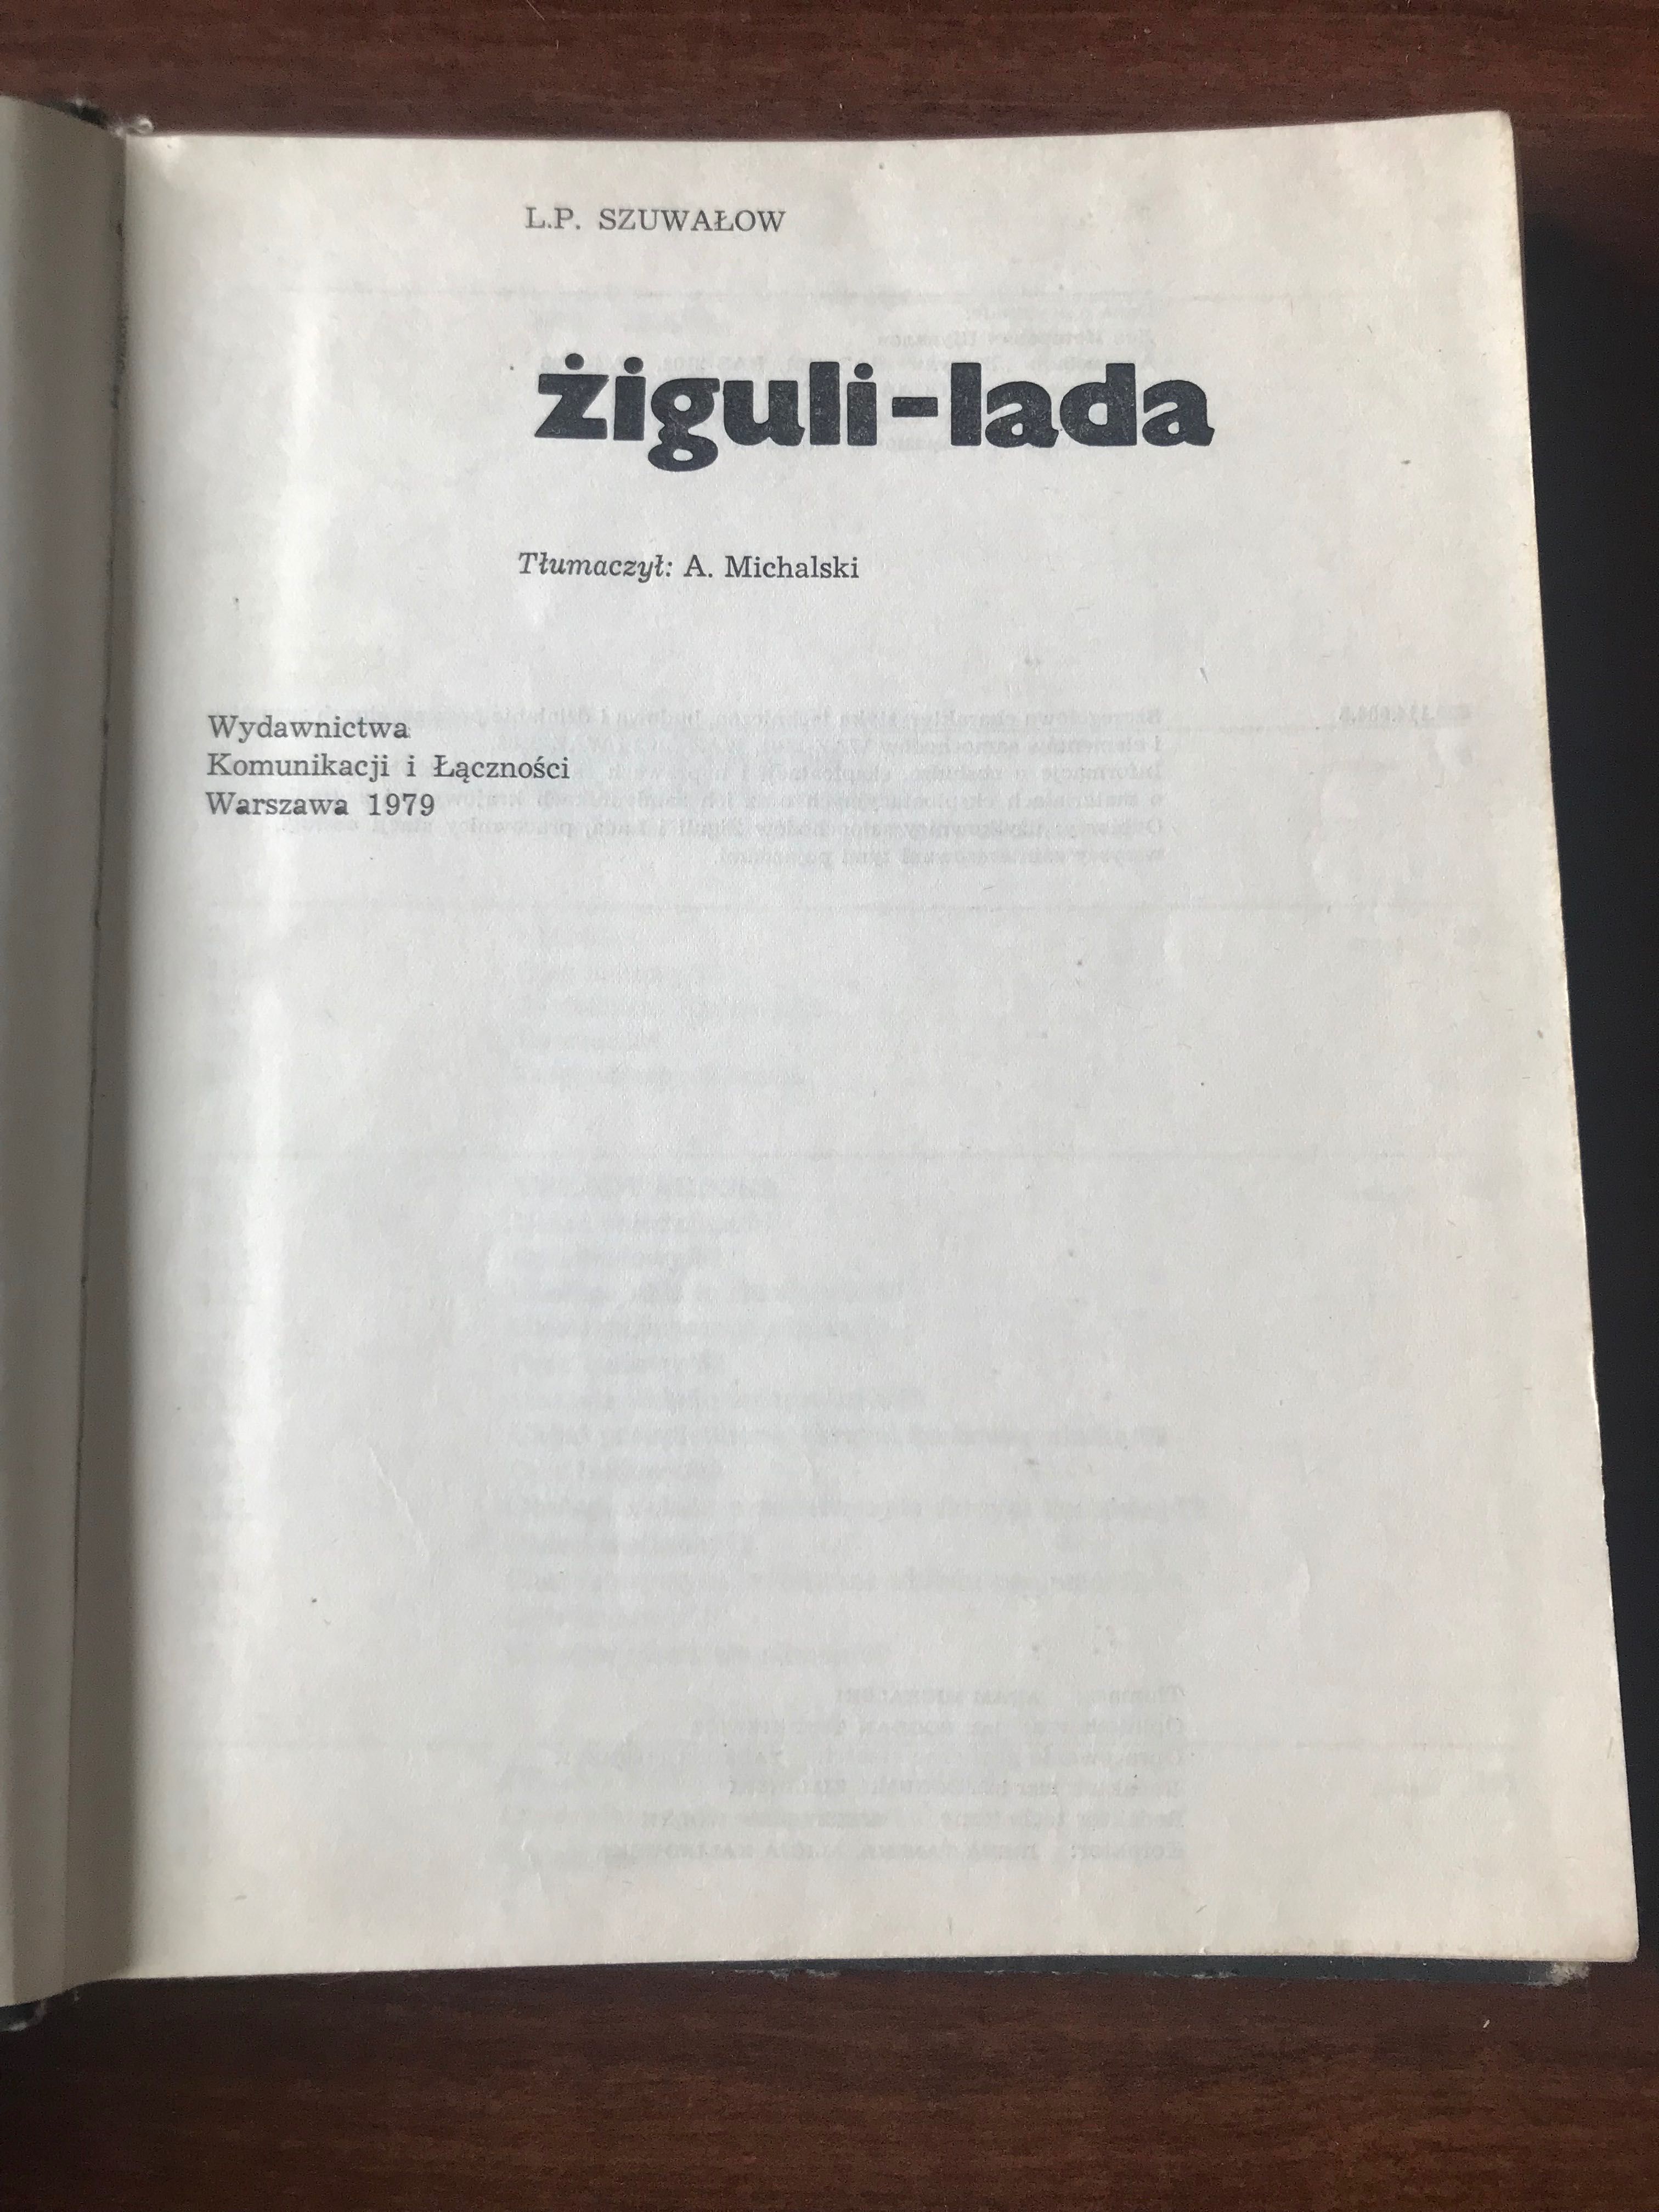 L.P. SZUWAŁOW
żiguli-lada
Tłumaczył: A. Michalski
Wydawnictwa
Komunikacji i Łączności
Warszawa 1979